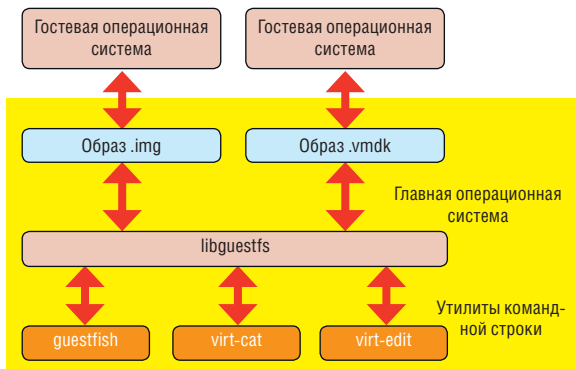 Гостевая операционная
система
Гостевая операционная
система
Образ .img
Образ .vmdk
Главная операционная
система
libguestfs
Утилиты команд-
ной строки
guestfish
virt-cat
virt-edit